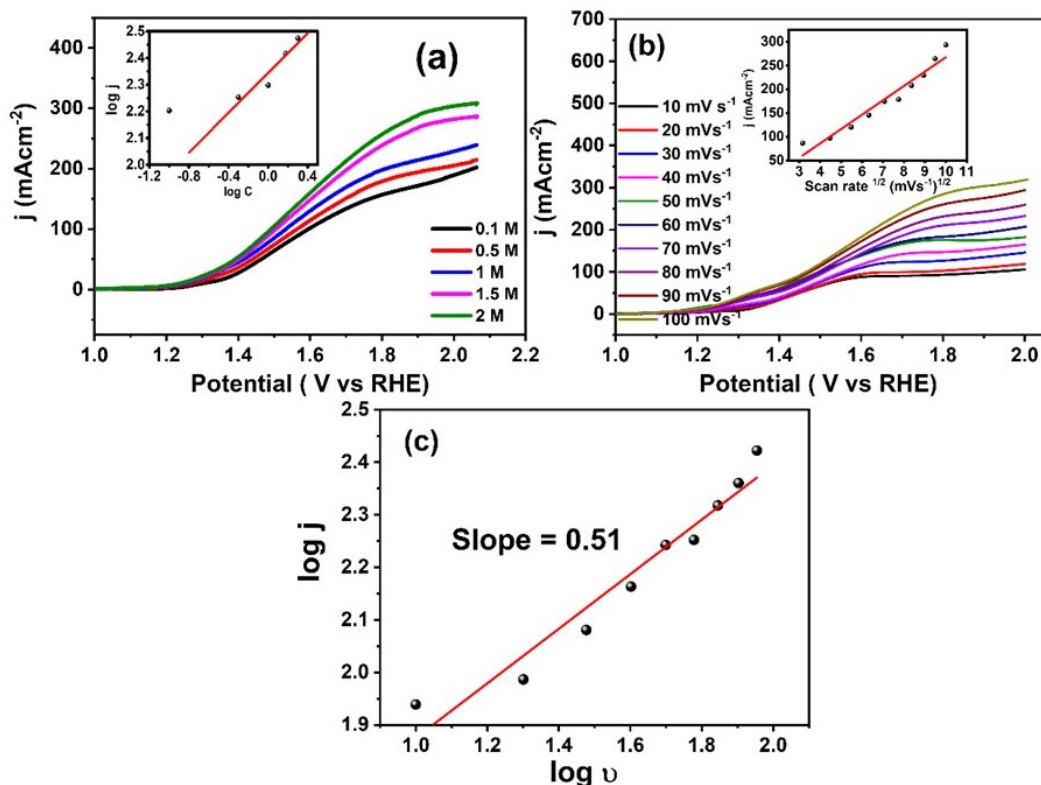 (a)
350
300
250
200
150
100
50
0
j (mAcm-2)
1.0 1.2 1.4 1.6 1.8 2.0 2.2
Potential ( V vs RHE)
0.1 M
0.5 M
1 M
1.5 M
2 M
2.5
2.4
2.3
2.2
2.1
2.0
log j
-1.2 -0.8 -0.4 0.0 0.4
log C
(b)
700
600
500
400
300
200
100
0
j (mAcm-2)
1.0 1.2 1.4 1.6 1.8 2.0
Potential ( V vs RHE)
10 mV s-1
20 mVs-1
30 mVs-1
40 mVs-1
50 mVs-1
60 mVs-1
70 mVs-1
80 mVs-1
90 mVs-1
100 mVs-1
300
250
200
150
100
50
j (mAcm-2)
3 4 5 6 7 8 9 10 11
Scan rate 1/2 (mVs-1)1/2
(c)
2.5
2.4
2.3
2.2
2.1
2.0
1.9
log j
Slope = 0.51
1.0 1.2 1.4 1.6 1.8 2.0
log υ